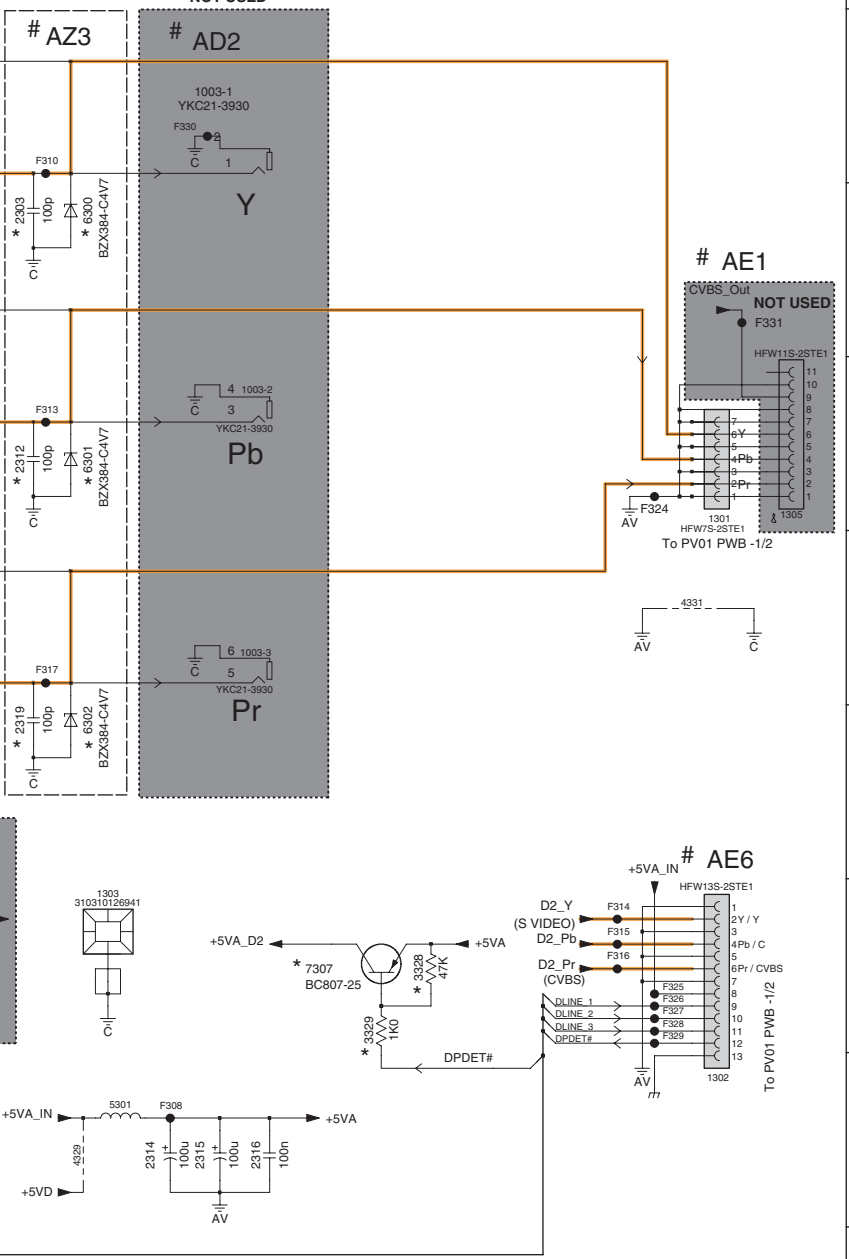 NOT USED
# AZ3
# AD2
1003-1
YKC21-3930
F330
2
C
1
Y
F310
* 2303
100p
* 6300
BZX384-C4V7
C
# AE1
CVBS_Out
NOT USED
F331
HFW11S-2STE1
11
10
9
8
7
6
5
4
3
2
1
7
6Y
5
4Pb
3
2Pr
1
F324
AV
1301
HFW7S-2STE1
& 1305
To PV01 PWB -1/2
4 1003-2
C
3
YKC21-3930
Pb
F313
* 2312
100p
* 6301
BZX384-C4V7
C
4331
AV
C
6 1003-3
C
5
YKC21-3930
Pr
F317
* 2319
100p
* 6302
BZX384-C4V7
C
1303
310310126941
C
+5VA_D2
+5VA
* 7307
BC807-25
* 3328
47K
* 3329
1K0
DPDET#
# AE6
+5VA_IN
HFW13S-2STE1
D2_Y
(S VIDEO)
D2_Pb
D2_Pr
(CVBS)
F314
F315
F316
F325
F326
F327
F328
F329
DLINE_1
DLINE_2
DLINE_3
DPDET#
1
2Y / Y
3
4Pb / C
5
6Pr / CVBS
7
8
9
10
11
12
13
AV
1302
To PV01 PWB -1/2
+5VA_IN
5301
F308
+5VA
4329
2314
+
100u
2315
+
100u
2316
100n
+5VD
AV